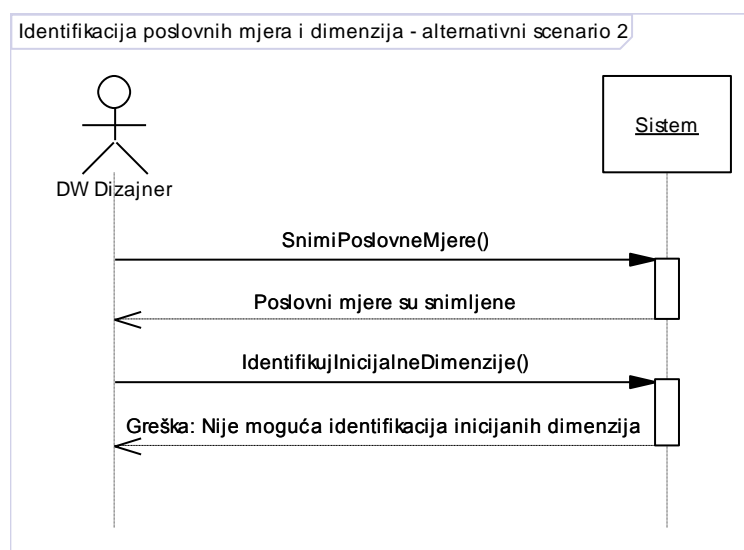 Identifikacija poslovnih mjera i dimenzija - alternativni scenario 2
Sistem
DW Dizajner
SnimiPoslovneMjere()
Poslovni mjere su snimljene
IdentifikujInicijalneDimenzije()
Greška: Nije moguća identifikacija inicijanih dimenzija